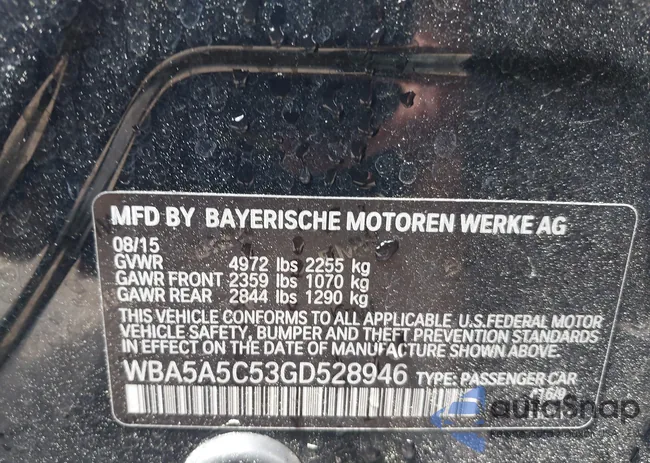 MFD BY BAYERISCHE MOTOREN WERKE AG
08/15
GVWR 4972 lbs 2255 kg
GAWR FRONT 2359 lbs 1070 kg
GAWR REAR 2844 lbs 1290 kg
THIS VEHICLE CONFORMS TO ALL APPLICABLE U.S.FEDERAL MOTOR
VEHICLE SAFETY, BUMPER AND THEFT PREVENTION STANDARDS
IN EFFECT ON THE DATE OF MANUFACTURE SHOWN ABOVE.
WBA5A5C53GD528946 TYPE: PASSENGER CAR
autoSnap